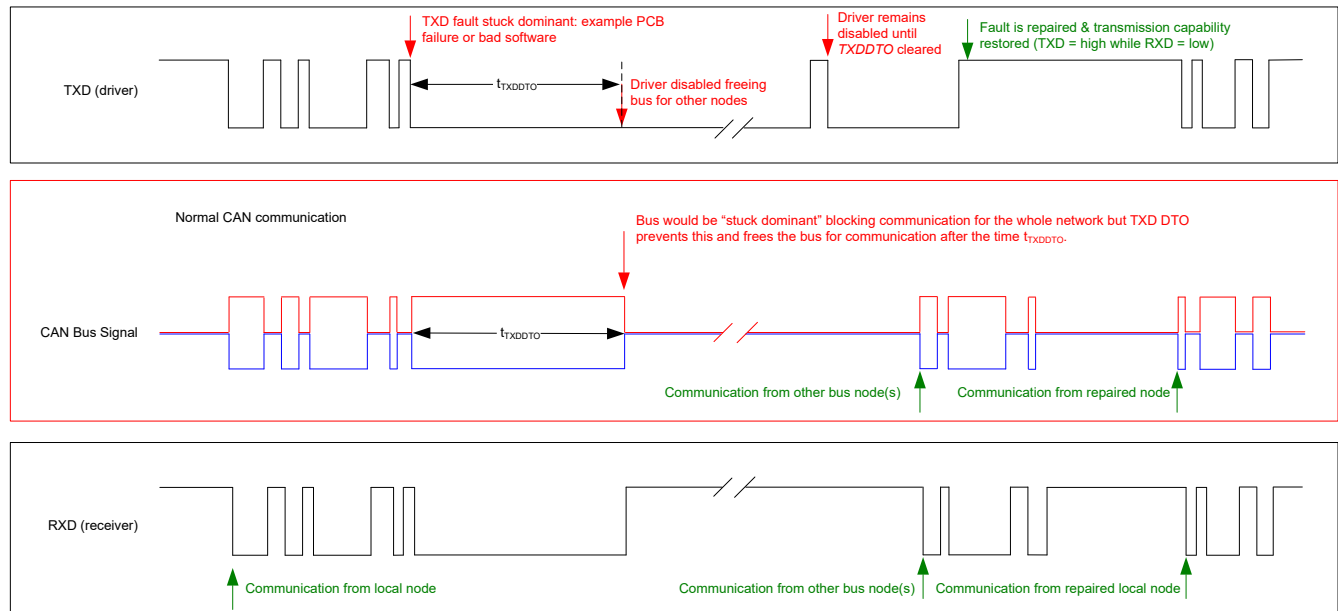 TXD fault stuck dominant: example PCB
failure or bad software
Driver remains
disabled until
TXDDTO cleared
Fault is repaired & transmission capability
restored (TXD = high while RXD = low)
TXD (driver)
tTXDDTO
Driver disabled freeing
bus for other nodes
Normal CAN communication
Bus would be “stuck dominant” blocking communication for the whole network but TXD DTO
prevents this and frees the bus for communication after the time tTXDDTO.
CAN Bus Signal
tTXDDTO
Communication from other bus node(s)
Communication from repaired node
RXD (receiver)
Communication from local node
Communication from other bus node(s)
Communication from repaired local node